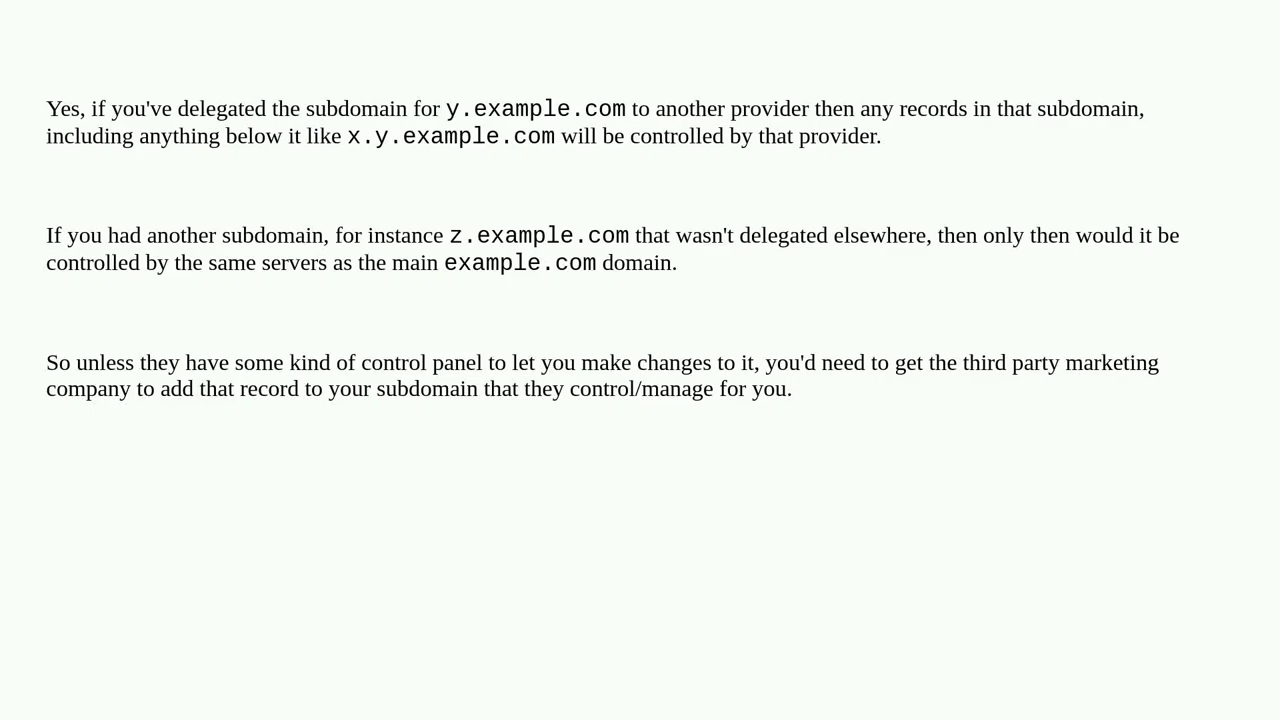 Yes, if you've delegated the subdomain for y.example.com to another provider then any records in that subdomain,
including anything below it like x.y.example.com will be controlled by that provider.
If you had another subdomain, for instance z.example.com that wasn't delegated elsewhere, then only then would it be
controlled by the same servers as the main example.com domain.
So unless they have some kind of control panel to let you make changes to it, you'd need to get the third party marketing
company to add that record to your subdomain that they control/manage for you.